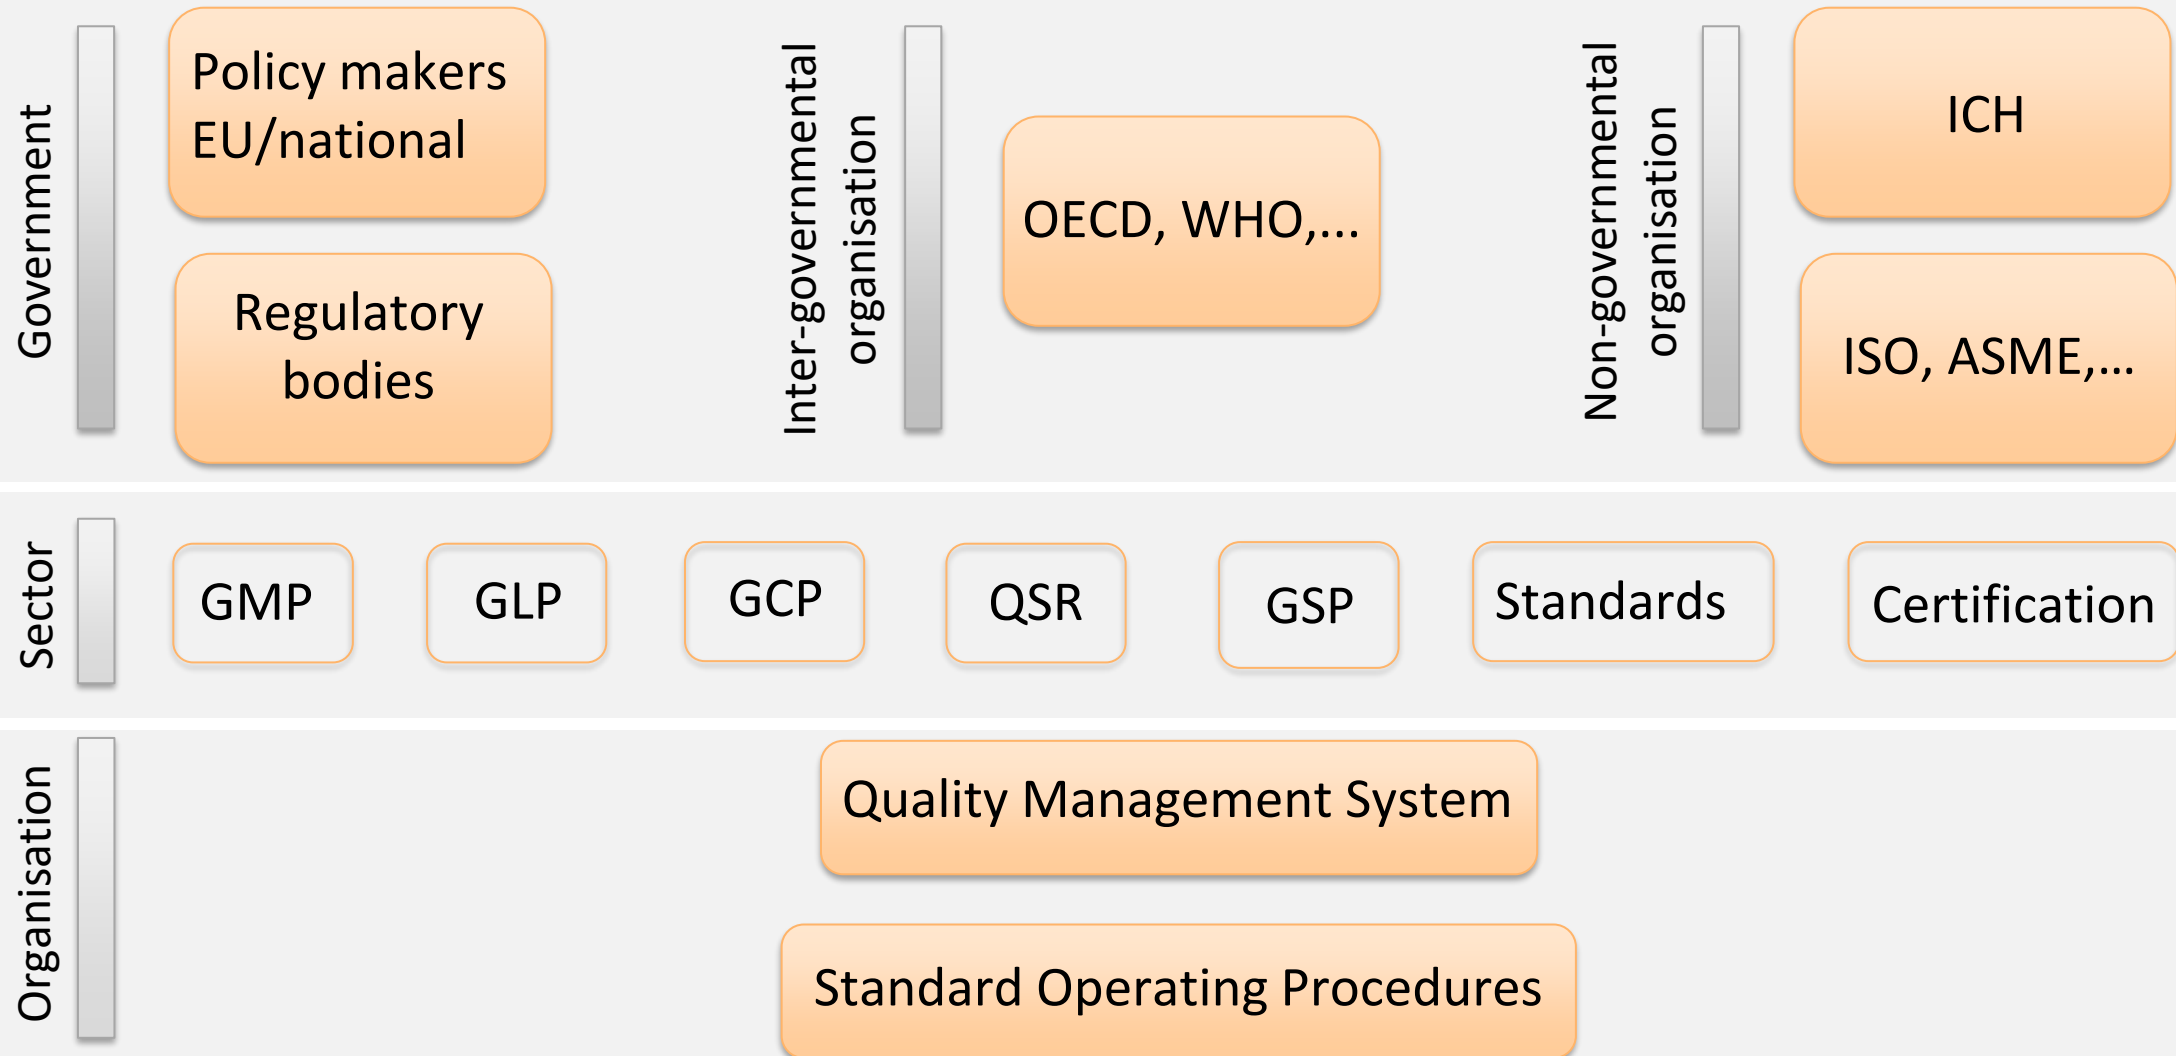 Government
Policy makers
EU/national
Regulatory
bodies
Inter-governmental
organisation
OECD, WHO,...
Non-governmental
organisation
ICH
ISO, ASME,...
Sector
GMP
GLP
GCP
QSR
GSP
Standards
Certification
Organisation
Quality Management System
Standard Operating Procedures